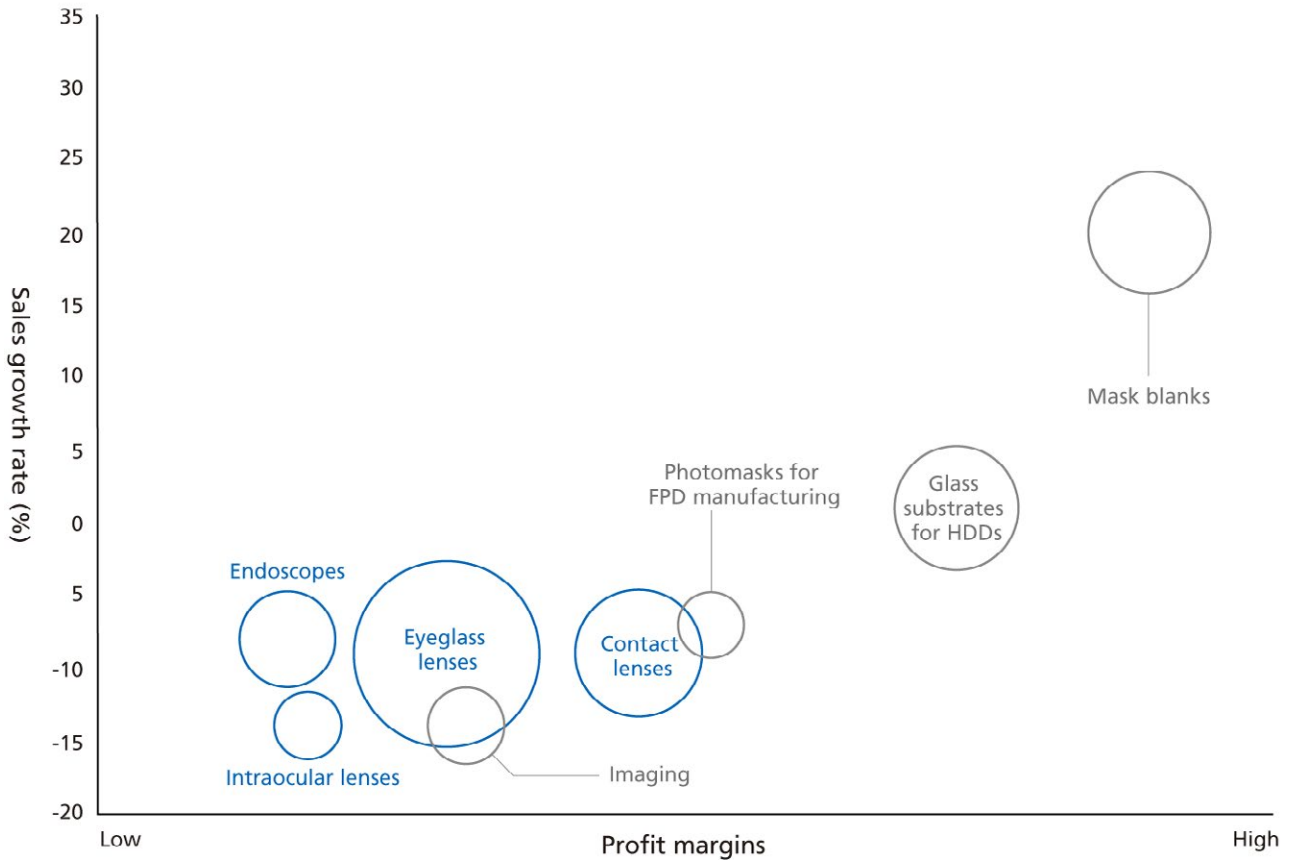 35
30
25
20
15
10
5
0
5
-10
-15
-20
Sales growth rate (%)
Mask blanks
Photomasks for
FPD manufacturing
Glass
substrates
for HDDs
Endoscopes
Eyeglass
lenses
Contact
lenses
Intraocular lenses
Imaging
Low
Profit margins
High